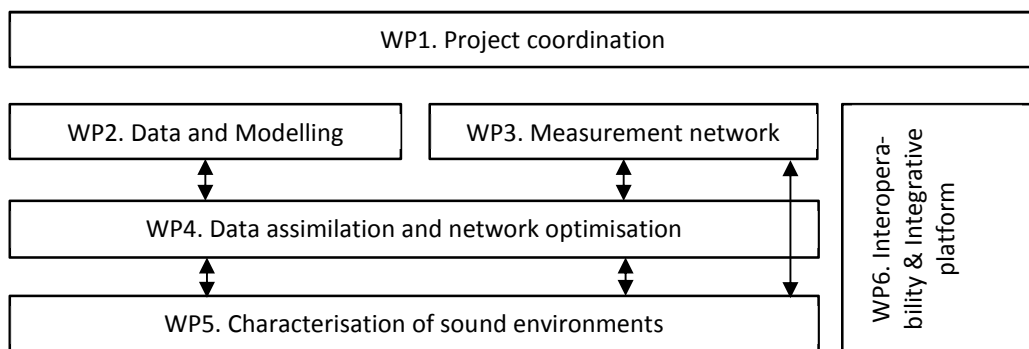 WP1. Project coordination
WP2. Data and Modelling
WP3. Measurement network
WP4. Data assimilation and network optimisation
WP5. Characterisation of sound environments
WP6. Interopera-
bility & Integrative
platform